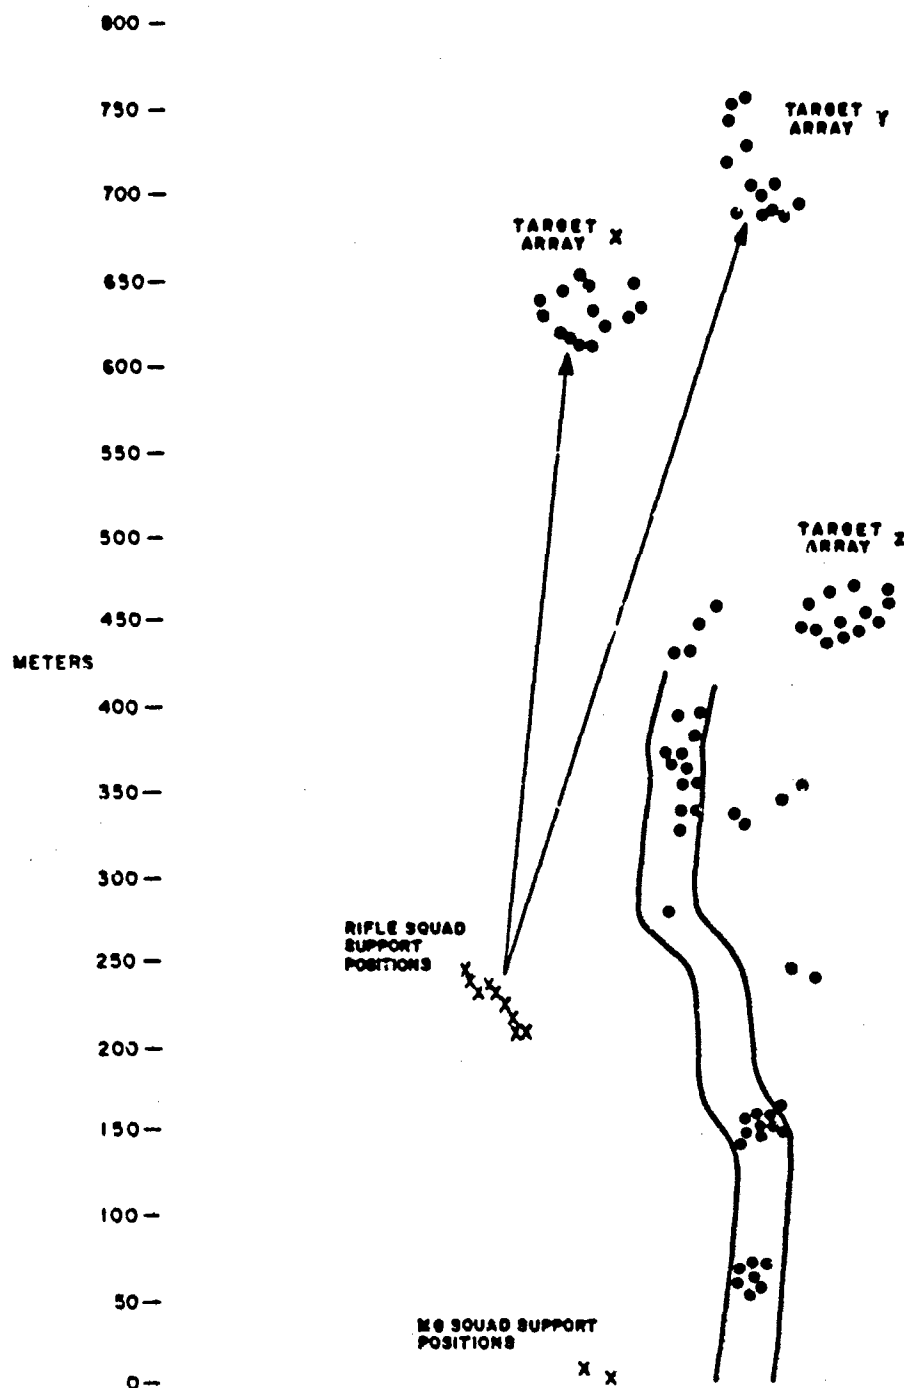 800
750
TARGET
ARRAY Y
700
TARGET
ARRAY X
650
600
550
500
TARGET
ARRAY Z
450
METERS
400
350
300
RIFLE SQUAD
SUPPORT
POSITIONS
250
200
150
100
50
MG SQUAD SUPPORT
POSITIONS
0